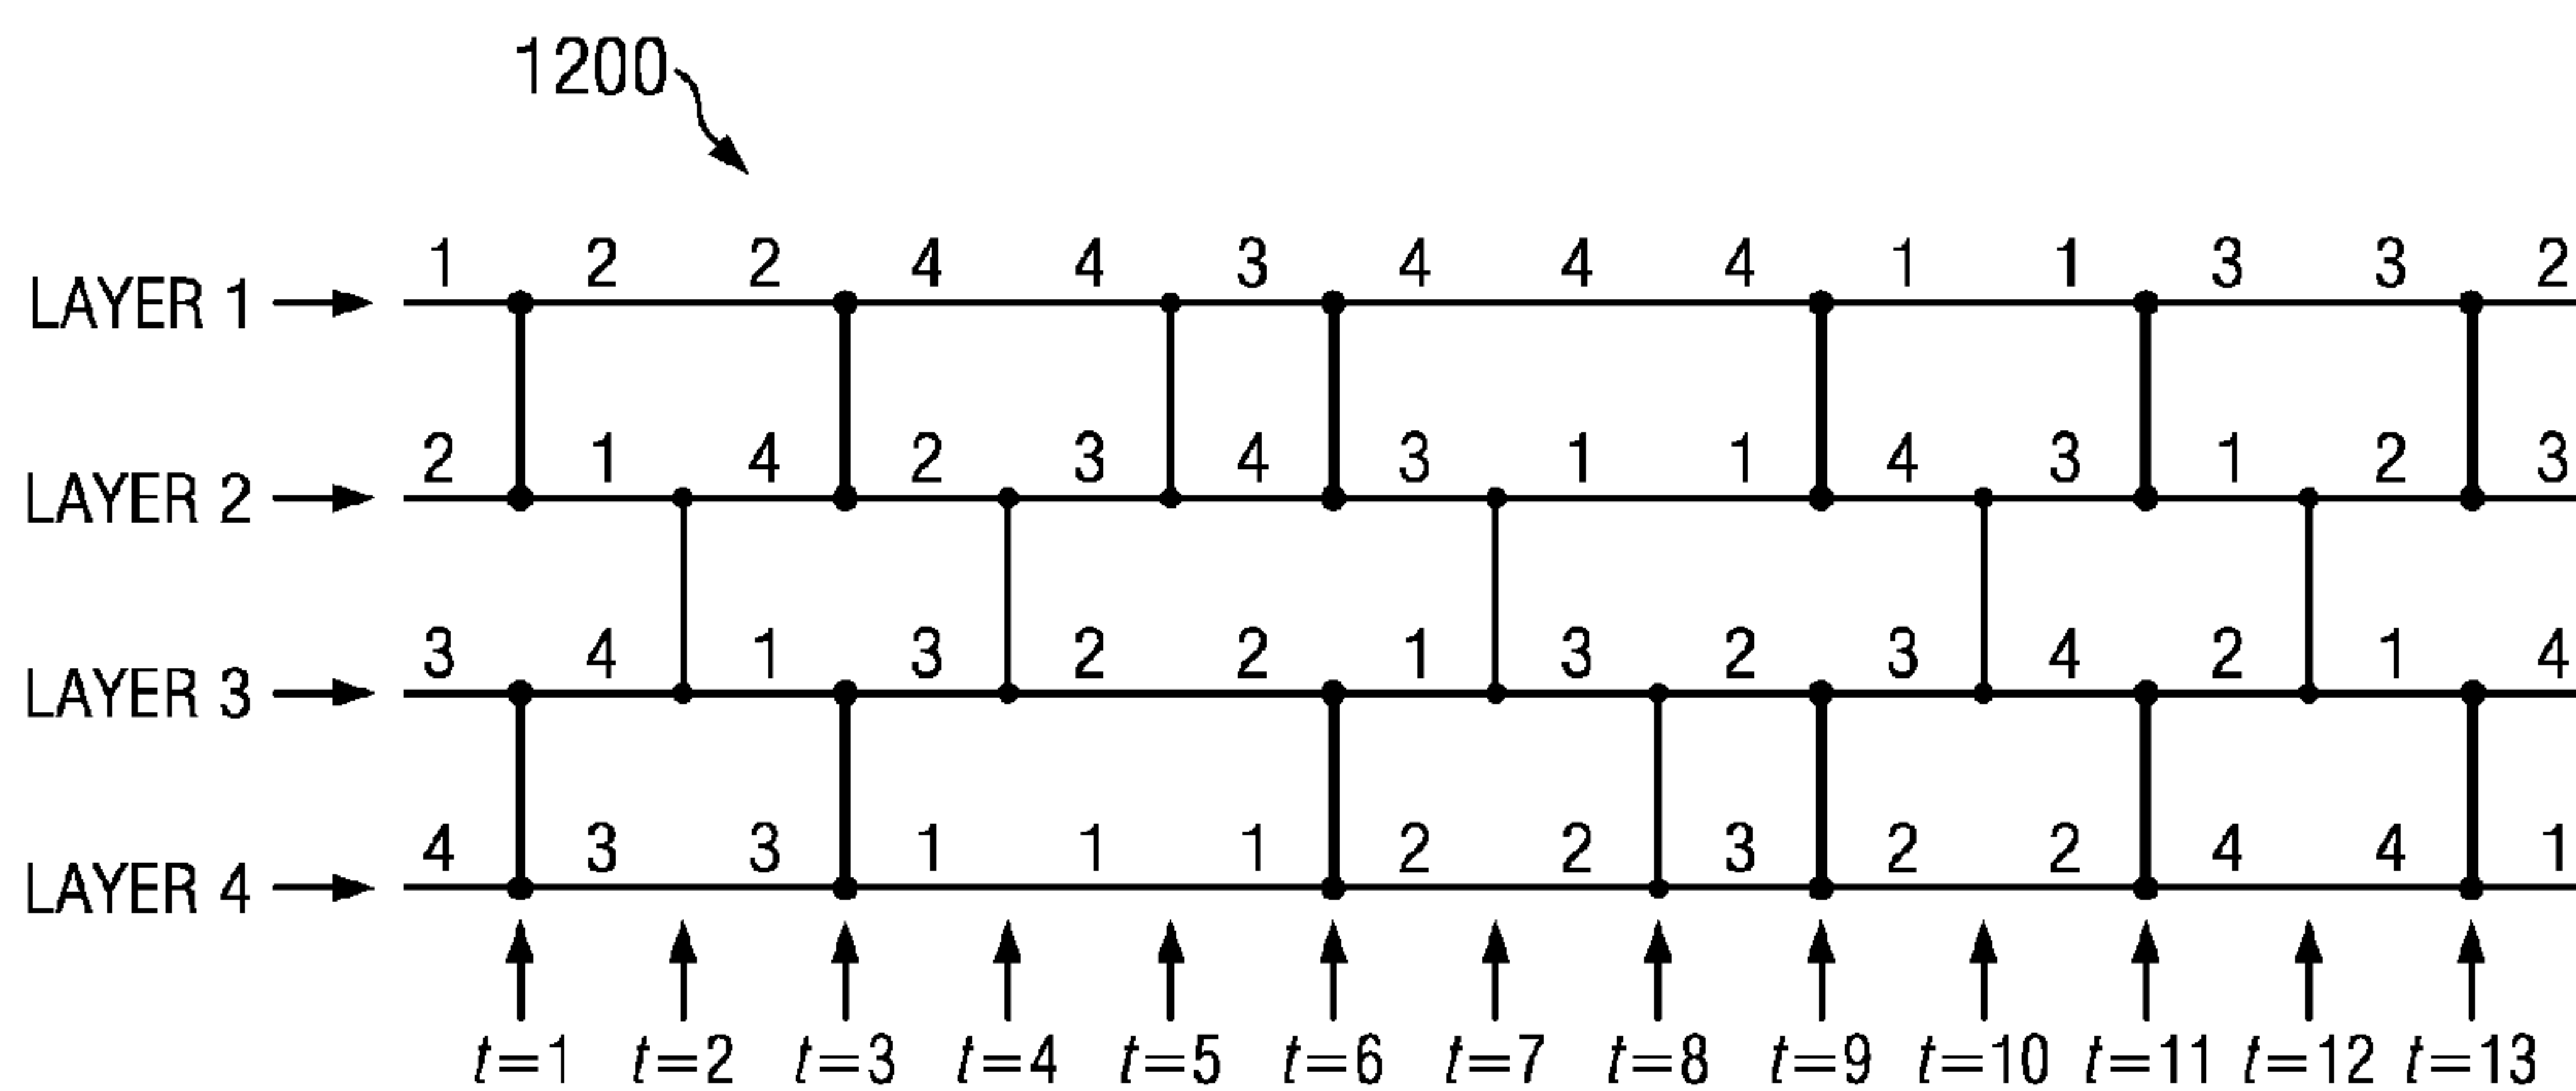 1200
1 2 2 4 4 3 4 4 4 1 1 3 3 2
LAYER 1
2 1 4 2 3 4 3 1 1 4 3 1 2 3
LAYER 2
3 4 1 3 2 2 1 3 2 3 4 2 1 4
LAYER 3
4 3 3 1 1 1 2 2 3 2 2 4 4 1
LAYER 4
t=1 t=2 t=3 t=4 t=5 t=6 t=7 t=8 t=9 t=10 t=11 t=12 t=13